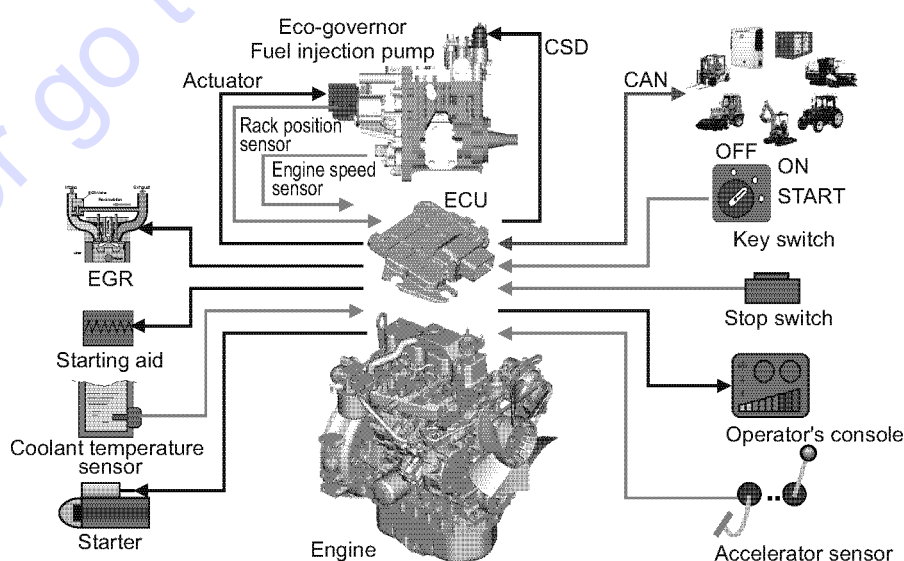 Eco-governor
Fuel injection pump
CSD
Actuator
CAN
Rack position
sensor
Engine speed
sensor
OFF
ON
START
ECU
Key switch
EGR
Stop switch
Starting aid
Operator's console
Coolant temperature
sensor
Starter
Engine
Accelerator sensor